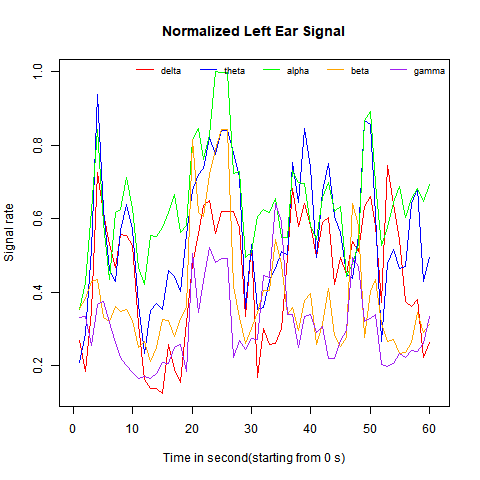 Normalized Left Ear Signal
delta theta alpha beta gamma
Signal rate
1.0
0.8
0.6
0.4
0.2
0 10 20 30 40 50 60
Time in second(starting from 0 s)